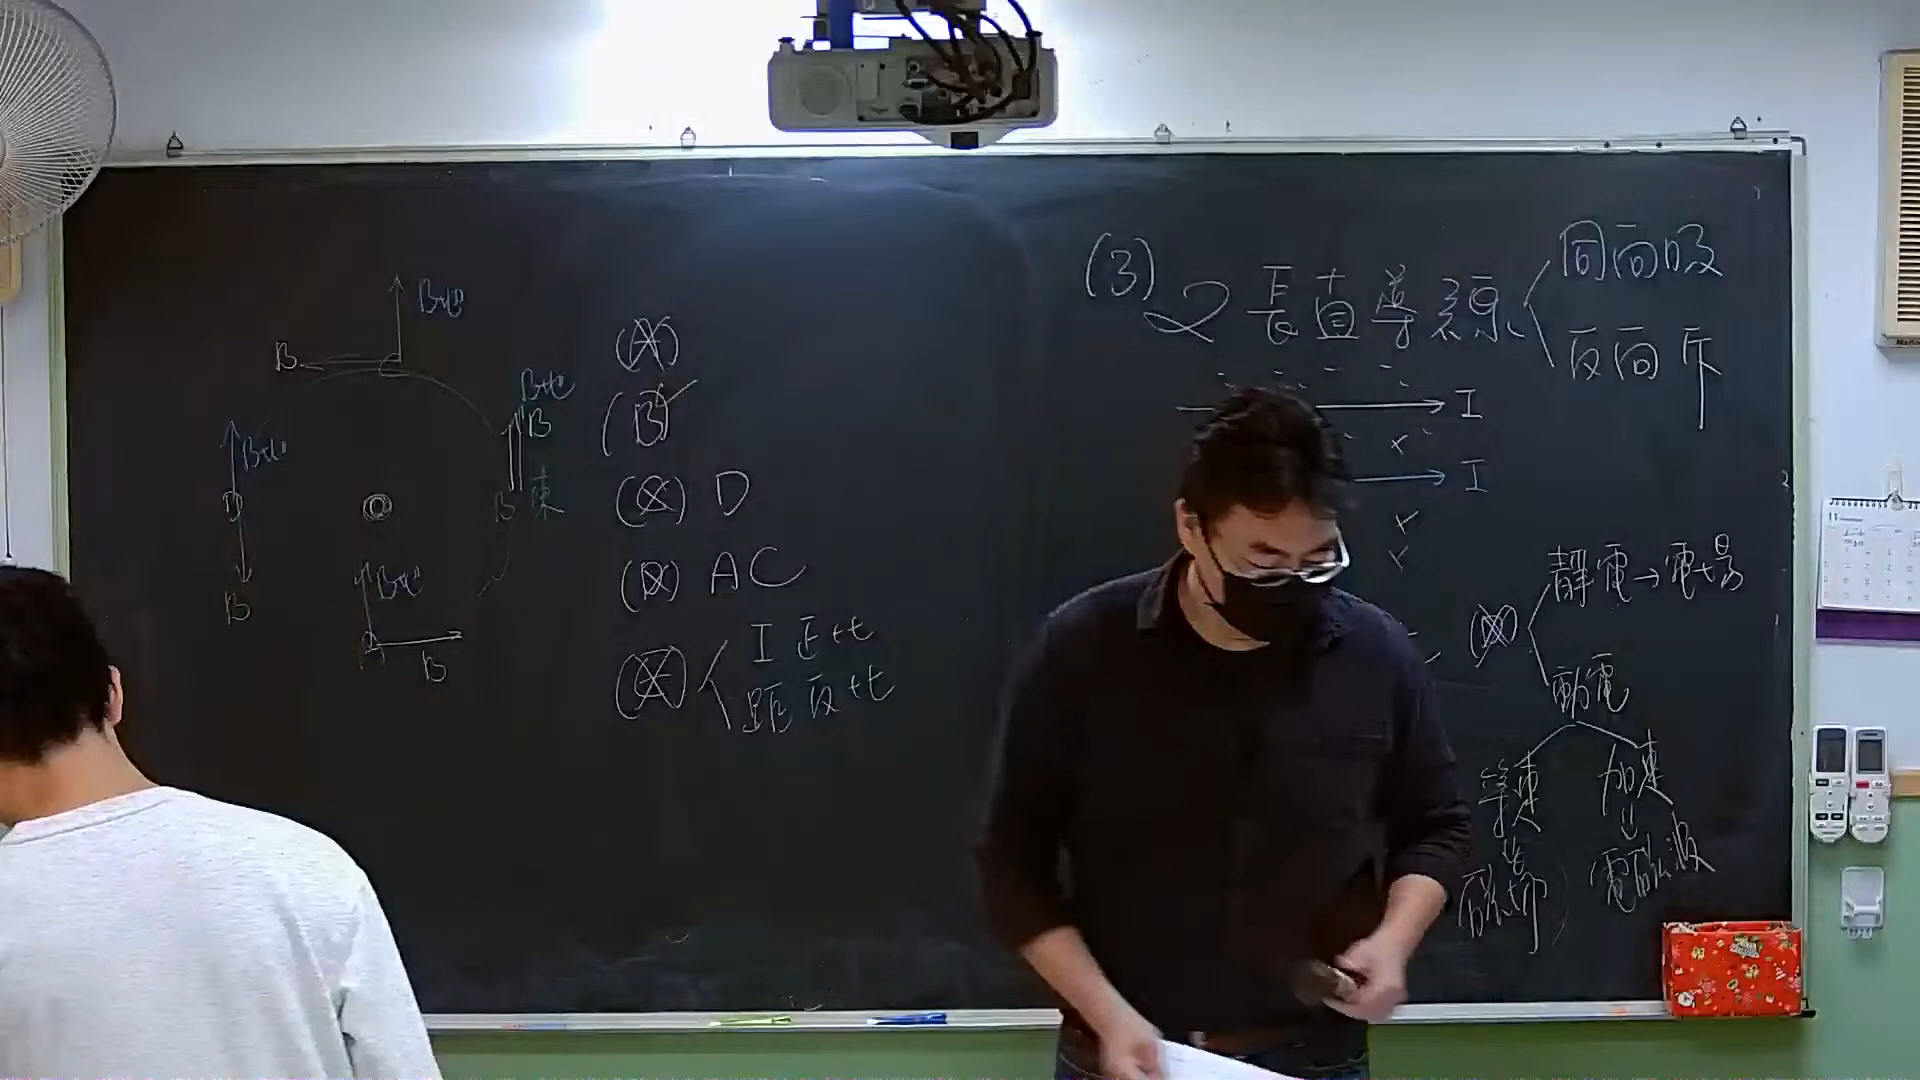 B地
B
B地
B
B 東
B地
D
B
B地
A
B
(A)
(B)✓
(C) D
(D) AC
(E) I 正比
距 反比
(3) 2長直導線
同向吸
反向斥
I
I
靜電→電場
動電
等速
加速
磁場
電磁波
11